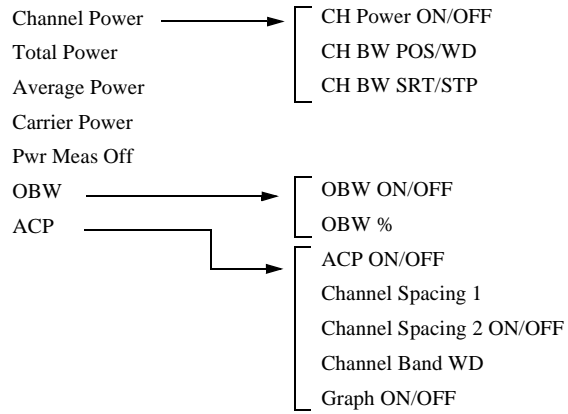 Channel Power
CH Power ON/OFF
Total Power
CH BW POS/WD
Average Power
CH BW SRT/STP
Carrier Power
Pwr Meas Off
OBW
OBW ON/OFF
ACP
OBW %
ACP ON/OFF
Channel Spacing 1
Channel Spacing 2 ON/OFF
Channel Band WD
Graph ON/OFF